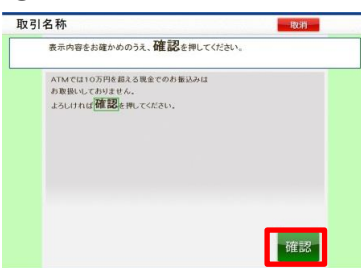 取引名称
取消
表示内容をお確かめのうえ、確認を押してください。
ATMでは10万円を超える現金でのお振込みは
お取扱いしておりません。
よろしければ確認を押してください。
確認